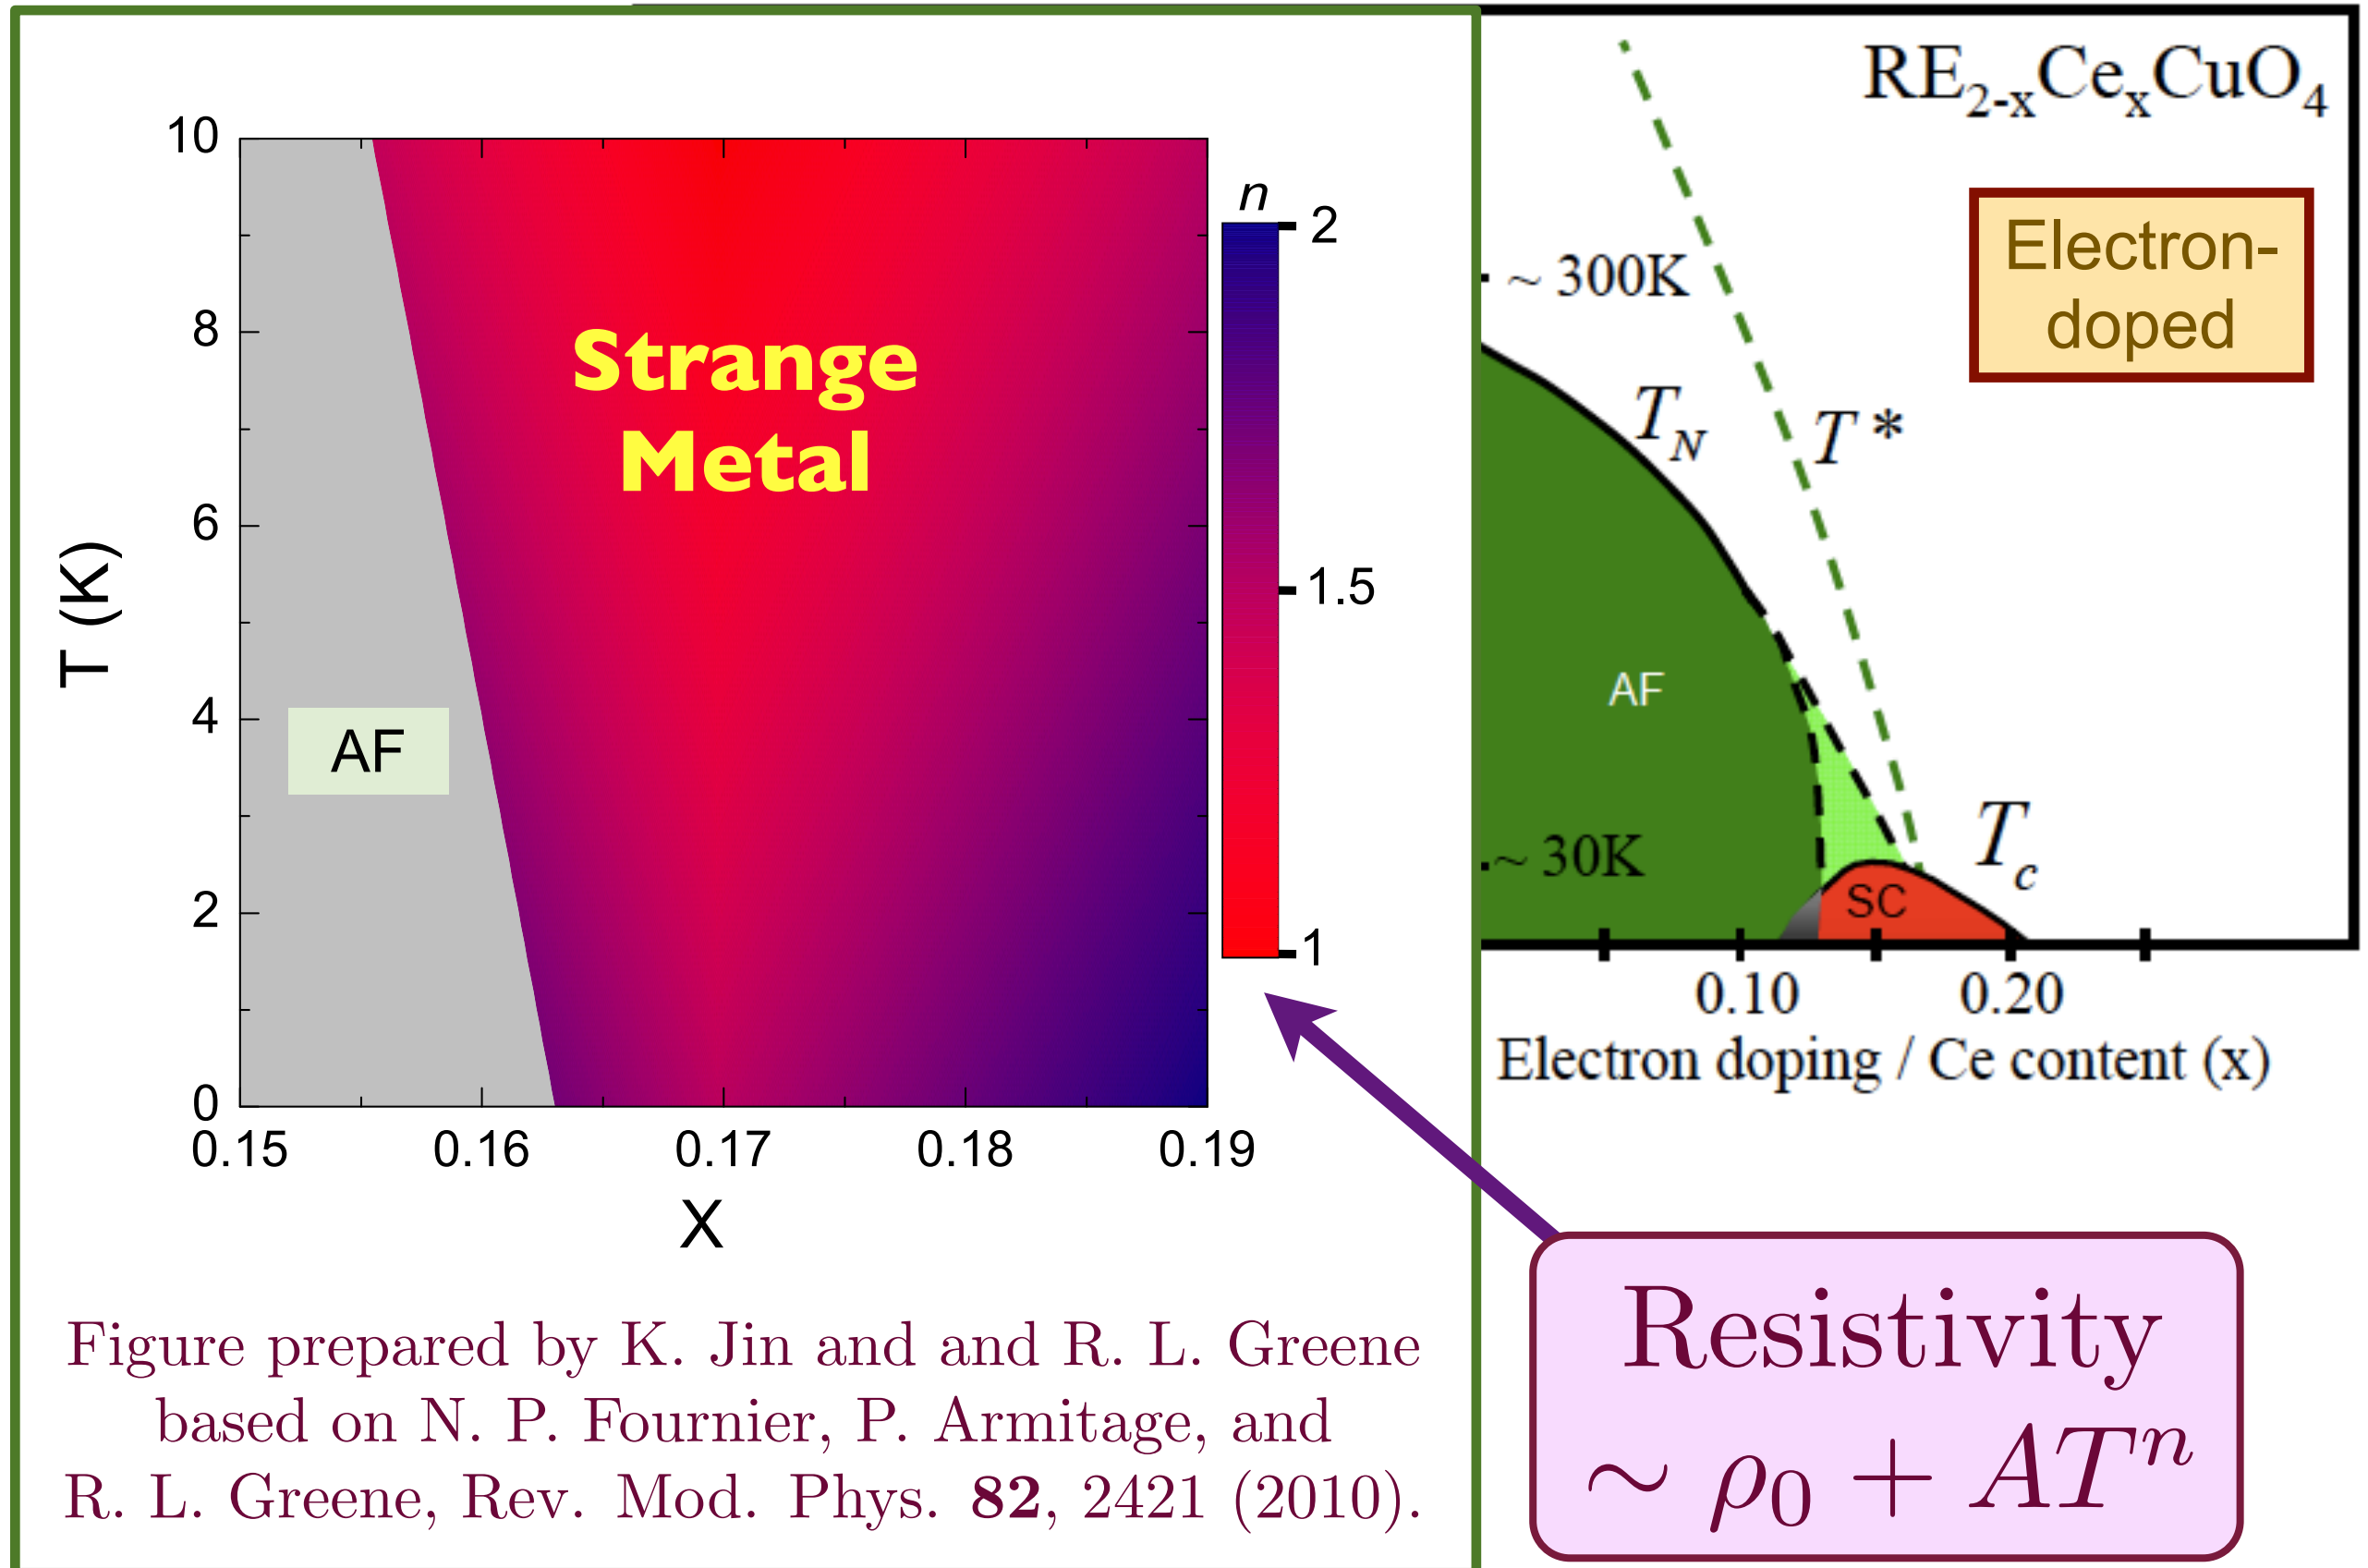 10
8
6
4
2
0
T (K)
0.15
0.16
0.17
0.18
0.19
X
AF
Strange
Metal
n
2
1.5
1
Figure prepared by K. Jin and and R. L. Greene
based on N. P. Fournier, P. Armitage, and
R. L. Greene, Rev. Mod. Phys. 82, 2421 (2010).
RE2-xCexCuO4
Electron-
doped
~ 300K
TN
T*
AF
~ 30K
SC
Tc
0.10
0.20
Electron doping / Ce content (x)
Resistivity
∼ ρ0 + ATⁿ